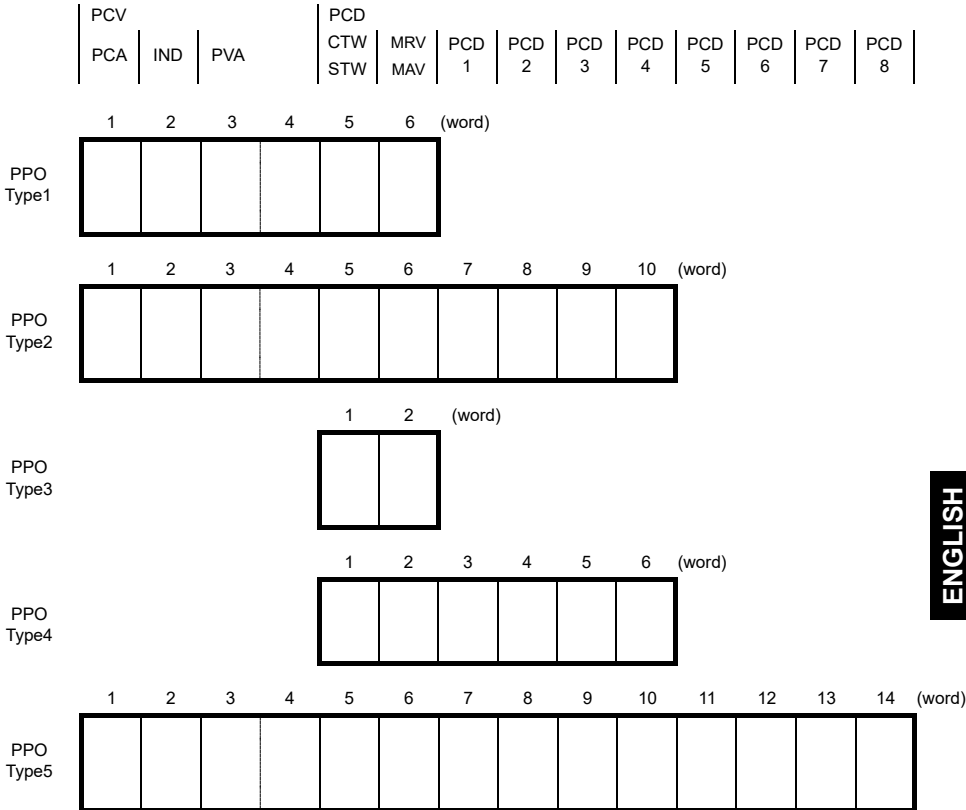 PCV PCD
PCA IND PVA CTW MRV PCD PCD PCD PCD PCD PCD PCD PCD
STW MAV 1 2 3 4 5 6 7 8
1 2 3 4 5 6 (word)
PPO
Type1
1 2 3 4 5 6 7 8 9 10 (word)
PPO
Type2
1 2 (word)
PPO
Type3
1 2 3 4 5 6 (word)
PPO
Type4
1 2 3 4 5 6 7 8 9 10 11 12 13 14 (word)
PPO
Type5
ENGLISH